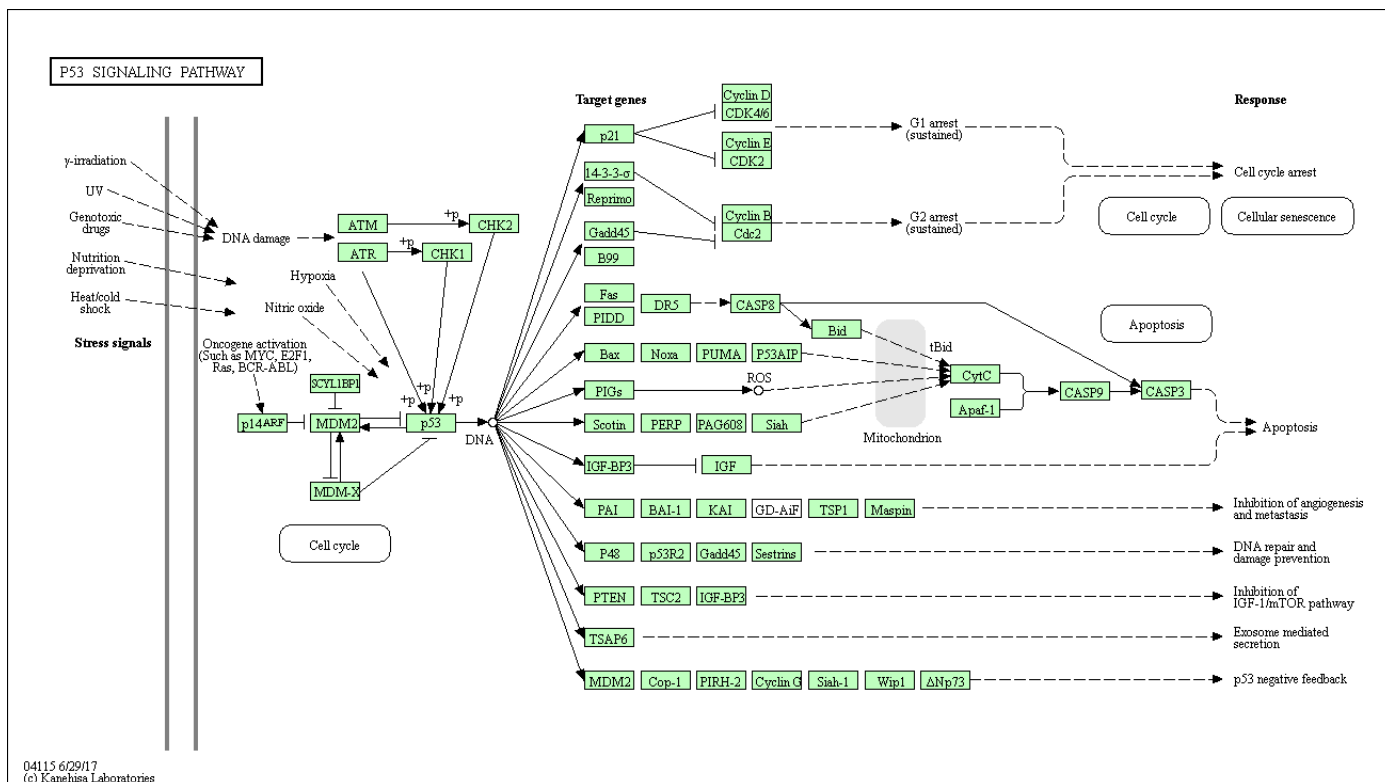 P53 SIGNALING PATHWAY
Target genes
Response
γ-irradiation
UV
Genotoxic
drugs
Nutrition
deprivation
Heat/cold
shock
Stress signals
DNA damage
ATM
+p
CHK2
ATR
+p
CHK1
Hypoxia
Nitric oxide
Oncogene activation
(Such as MYC, E2F1,
Ras, BCR-ABL)
SCYL1BP1
p14ARF
MDM2
+p
+p
+p
p53
MDM-X
Cell cycle
DNA
p21
Cyclin D
CDK4/6
Cyclin E
CDK2
G1 arrest
(sustained)
14-3-3-σ
Reprimo
Gadd45
B99
Cyclin B
Cdc2
G2 arrest
(sustained)
Cell cycle arrest
Cell cycle
Cellular senescence
Fas
PIDD
DR5
CASP8
Bid
tBid
Apoptosis
Bax
Noxa
PUMA
P53AIP
PIGs
ROS
CytC
Apaf-1
CASP9
CASP3
Scotin
PERP
PAG608
Siah
Mitochondrion
Apoptosis
IGF-BP3
IGF
PAI
BAI-1
KAI
GD-AiF
TSP1
Maspin
Inhibition of angiogenesis
and metastasis
P48
p53R2
Gadd45
Sestrins
DNA repair and
damage prevention
PTEN
TSC2
IGF-BP3
Inhibition of
IGF-1/mTOR pathway
TSAP6
Exosome mediated
secretion
MDM2
Cop-1
PIRH-2
Cyclin G
Siah-1
Wip1
ΔNp73
p53 negative feedback
04115 6/29/17
(c) Kanehisa Laboratories